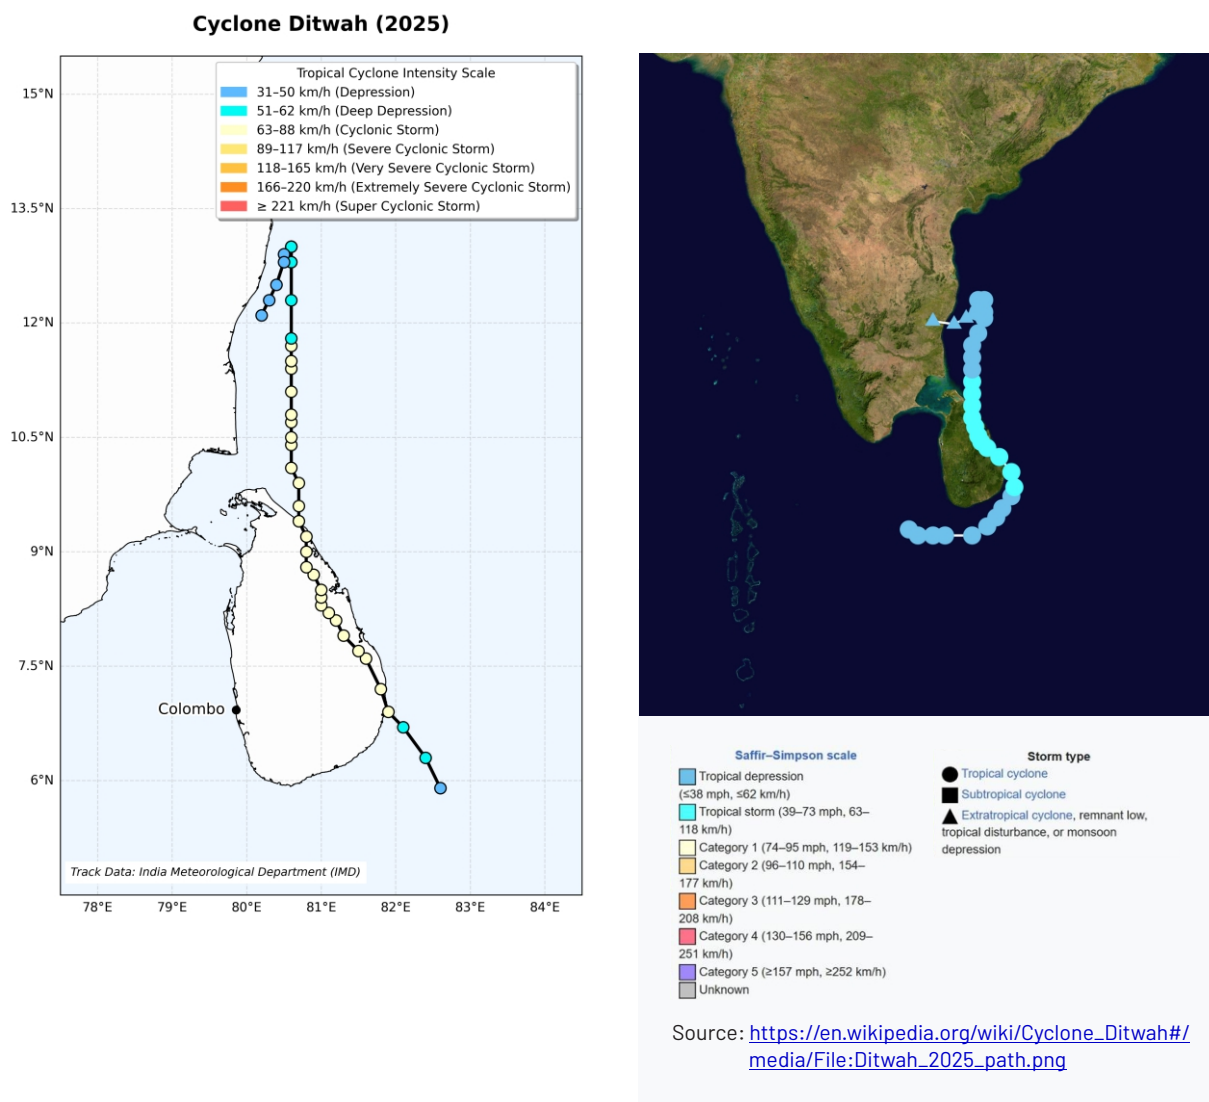 Cyclone Ditwah (2025)
Tropical Cyclone Intensity Scale
31–50 km/h (Depression)
51–62 km/h (Deep Depression)
63–88 km/h (Cyclonic Storm)
89–117 km/h (Severe Cyclonic Storm)
118–165 km/h (Very Severe Cyclonic Storm)
166–220 km/h (Extremely Severe Cyclonic Storm)
≥ 221 km/h (Super Cyclonic Storm)
15°N
13.5°N
12°N
10.5°N
9°N
7.5°N
6°N
Colombo
Track Data: India Meteorological Department (IMD)
78°E
79°E
80°E
81°E
82°E
83°E
84°E
Saffir–Simpson scale
Tropical depression
(≤38 mph, ≤62 km/h)
Tropical storm (39–73 mph, 63–
118 km/h)
Category 1 (74–95 mph, 119–153 km/h)
Category 2 (96–110 mph, 154–
177 km/h)
Category 3 (111–129 mph, 178–
208 km/h)
Category 4 (130–156 mph, 209–
251 km/h)
Category 5 (≥157 mph, ≥252 km/h)
Unknown
Storm type
Tropical cyclone
Subtropical cyclone
Extratropical cyclone, remnant low,
tropical disturbance, or monsoon
depression
Source: https://en.wikipedia.org/wiki/Cyclone_Ditwah#/
media/File:Ditwah_2025_path.png